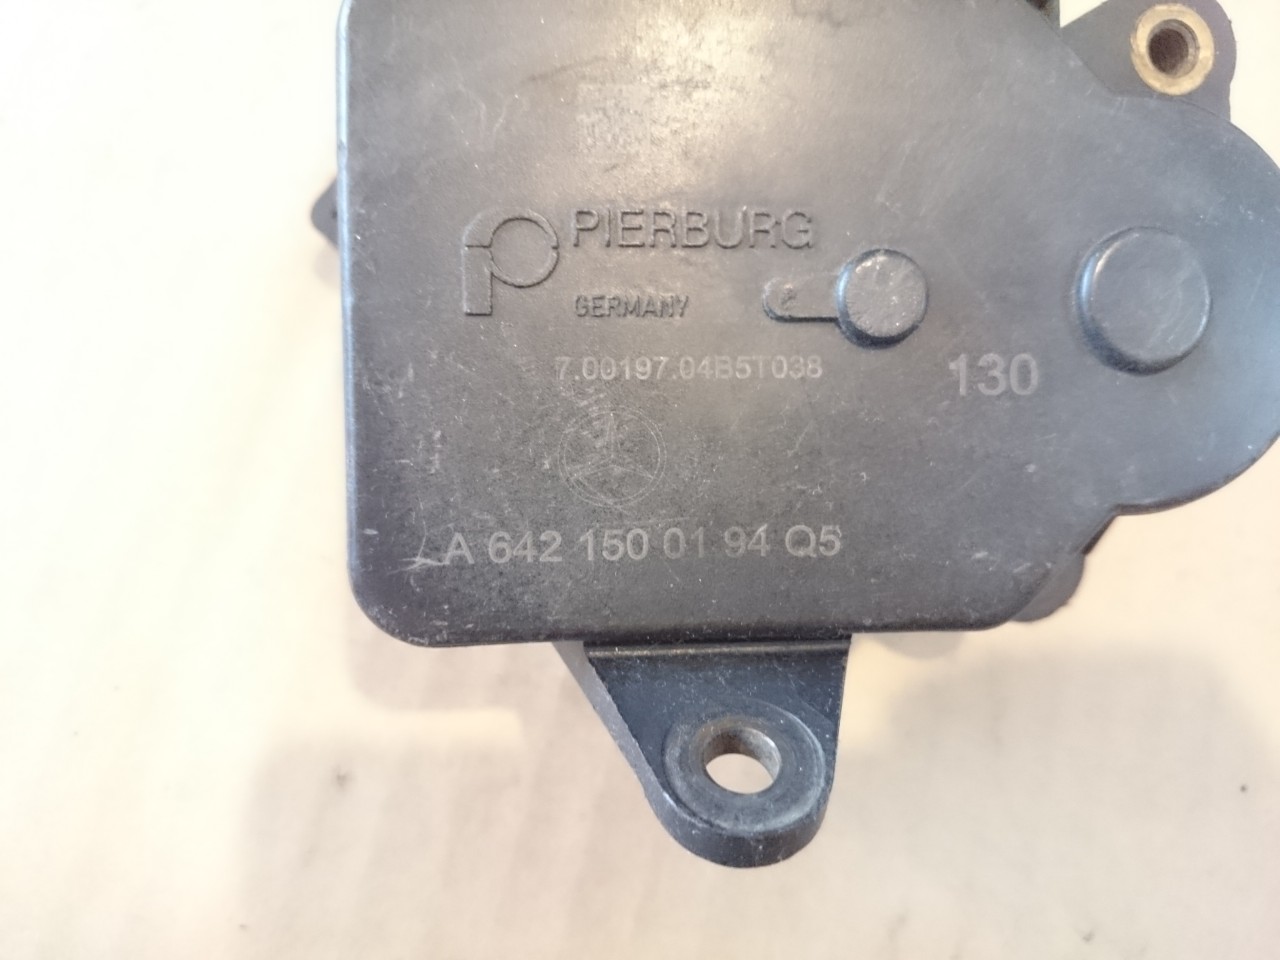 PIERBURG
GERMANY
7.00197.04B5T038
130
A 642 150 01 94 Q5